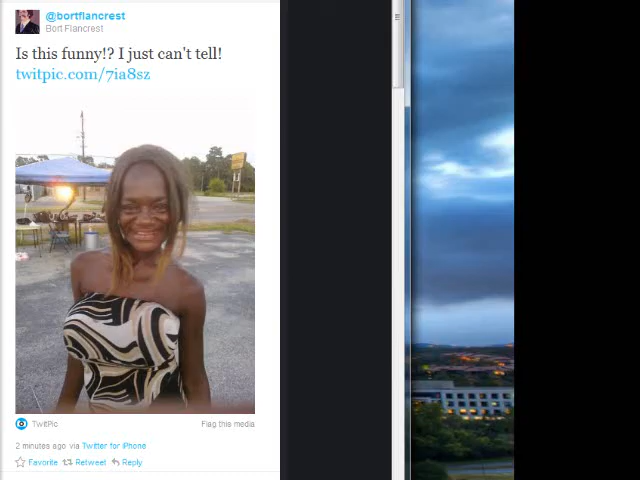 @bortflancrest
Bort Flancrest
Is this funny!? I just can't tell!
twitpic.com/7ia8sz
TwitPic
Flag this media
2 minutes ago via Twitter for iPhone
Favorite Retweet Reply